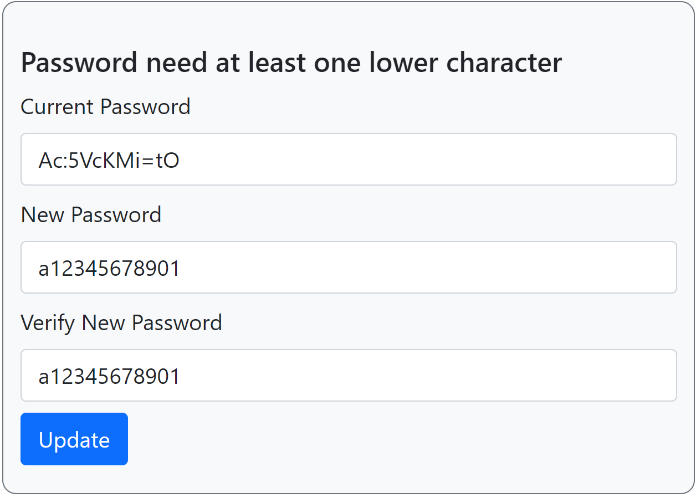 Password need at least one lower character
Current Password
Ac:5VcKMi=tO
New Password
a12345678901
Verify New Password
a12345678901
Update